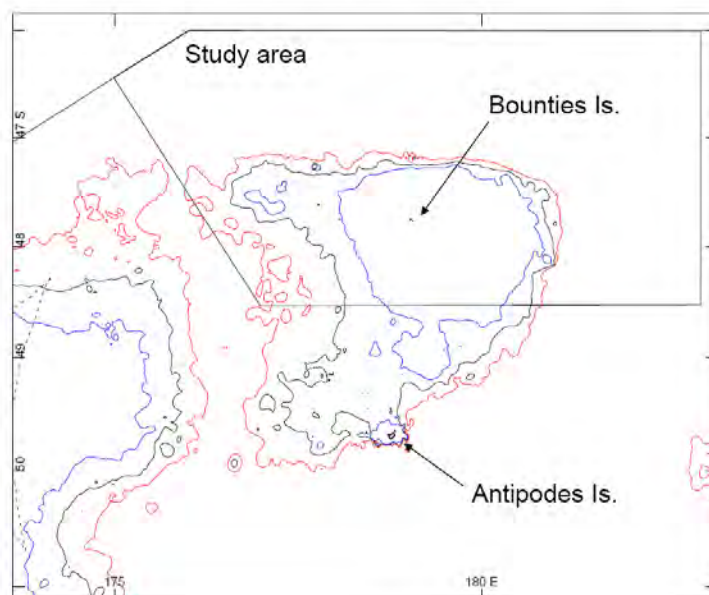 Study area
Bounties Is.
47 S
48
49
Antipodes Is.
50
175
180 E